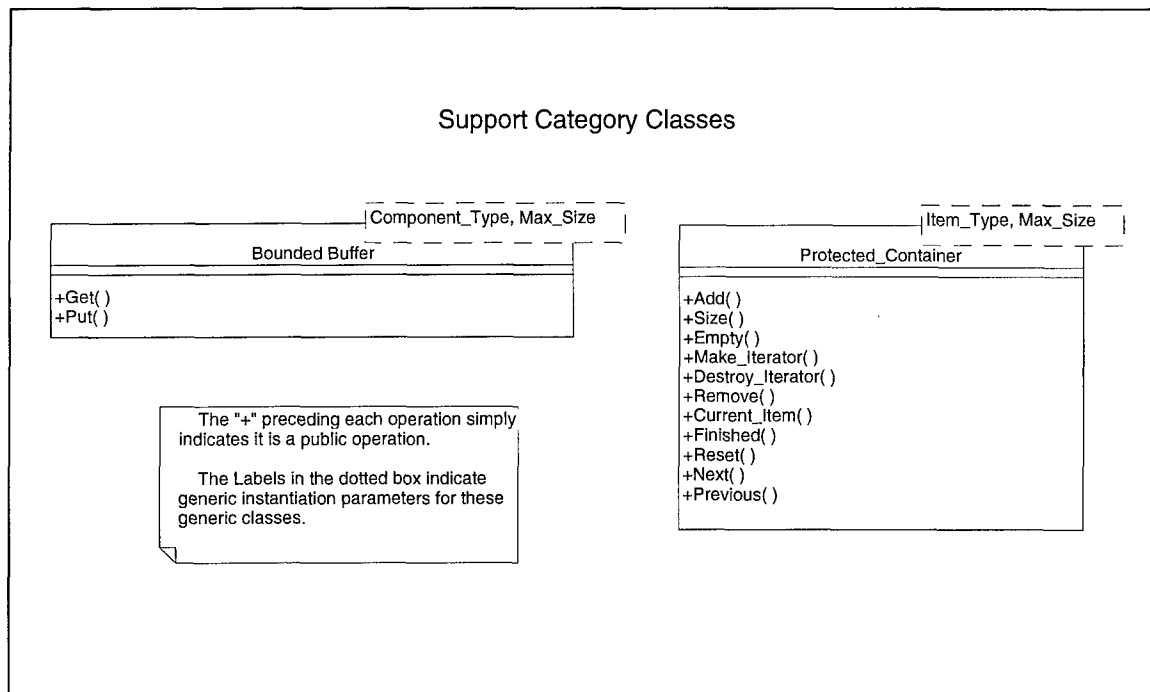 Support Category Classes
Component_Type, Max_Size
Bounded Buffer
+Get( )
+Put( )
Item_Type, Max_Size
Protected_Container
+Add( )
+Size( )
+Empty( )
+Make_Iterator( )
+Destroy_Iterator( )
+Remove( )
+Current_Item( )
+Finished( )
+Reset( )
+Next( )
+Previous( )
The "+" preceding each operation simply
indicates it is a public operation.
The Labels in the dotted box indicate
generic instantiation parameters for these
generic classes.